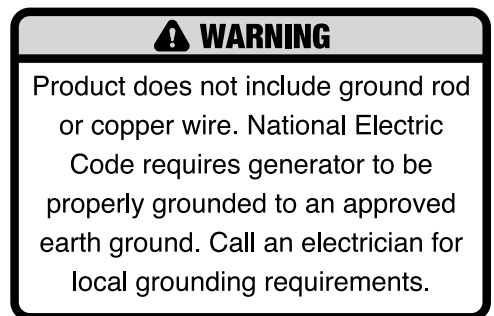 WARNING
Product does not include ground rod
or copper wire. National Electric
Code requires generator to be
properly grounded to an approved
earth ground. Call an electrician for
local grounding requirements.